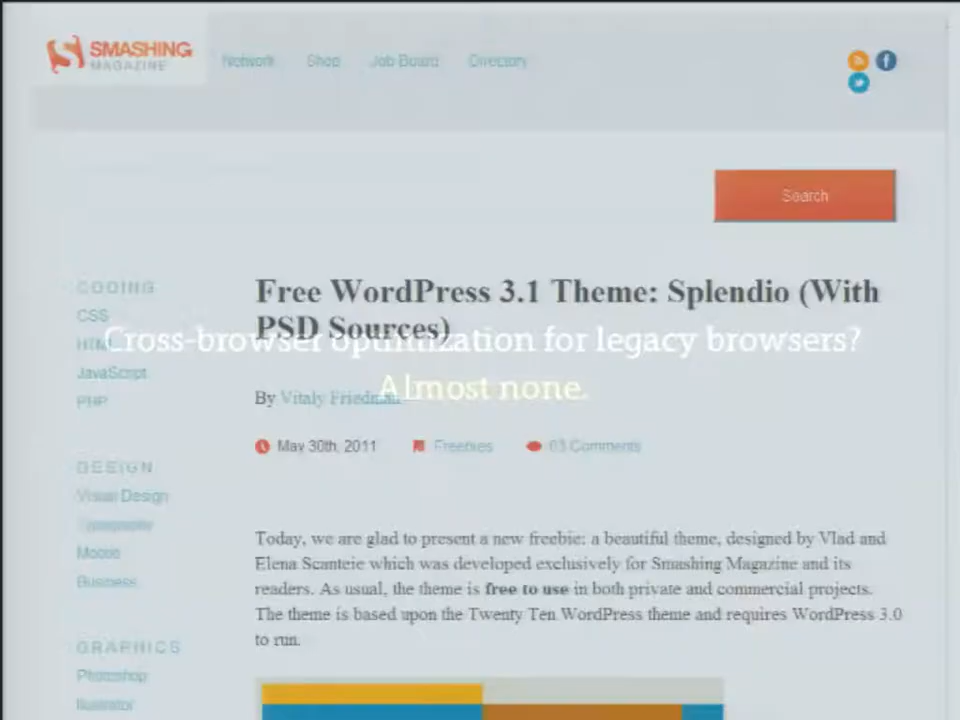 SMASHING
MAGAZINE
Network Shop Job Board Directory
Search
CODING
CSS
HTML
JavaScript
PHP
DESIGN
Visual Design
Typography
Mobile
Business
GRAPHICS
Photoshop
Illustrator
Free WordPress 3.1 Theme: Splendio (With
PSD Sources)
Cross-browser optimization for legacy browsers?
Almost none.
By Vitaly Friedman
May 30th, 2011 Freebies 63 Comments
Today, we are glad to present a new freebie: a beautiful theme, designed by Vlad and
Elena Scanteie which was developed exclusively for Smashing Magazine and its
readers. As usual, the theme is free to use in both private and commercial projects.
The theme is based upon the Twenty Ten WordPress theme and requires WordPress 3.0
to run.